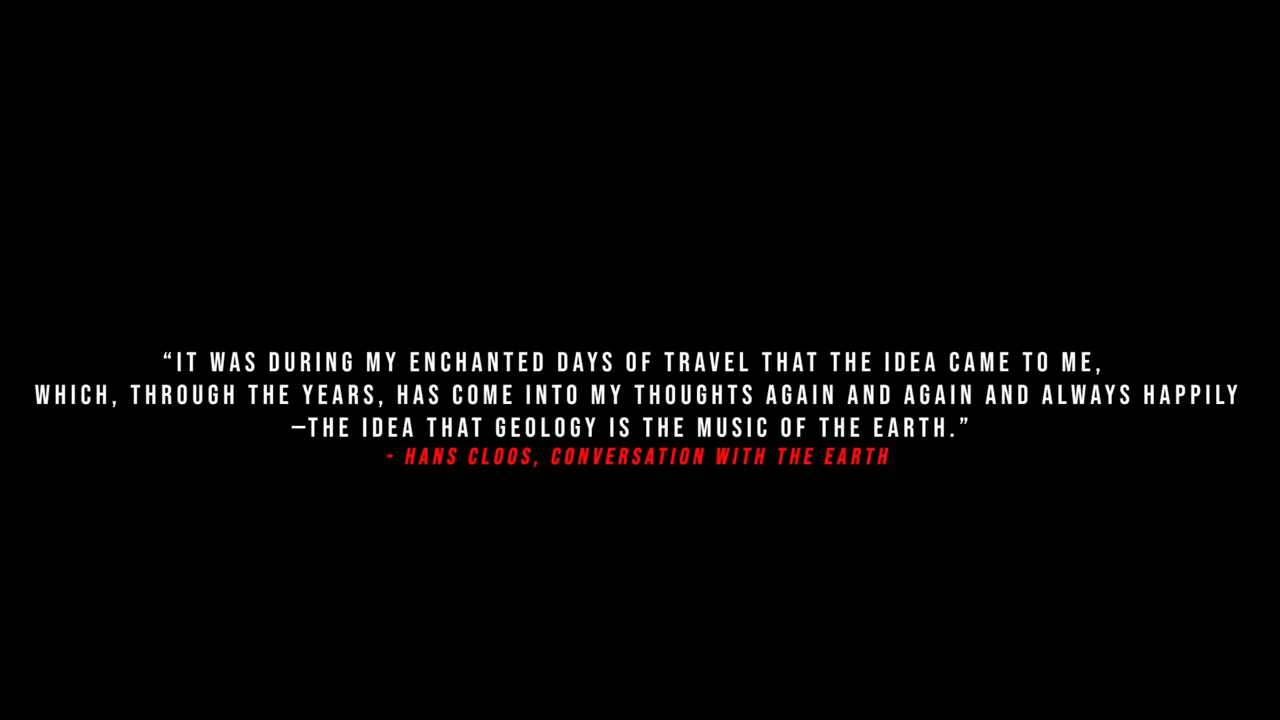 “IT WAS DURING MY ENCHANTED DAYS OF TRAVEL THAT THE IDEA CAME TO ME,
WHICH, THROUGH THE YEARS, HAS COME INTO MY THOUGHTS AGAIN AND AGAIN AND ALWAYS HAPPILY
–THE IDEA THAT GEOLOGY IS THE MUSIC OF THE EARTH.”
- HANS CLOOS, CONVERSATION WITH THE EARTH